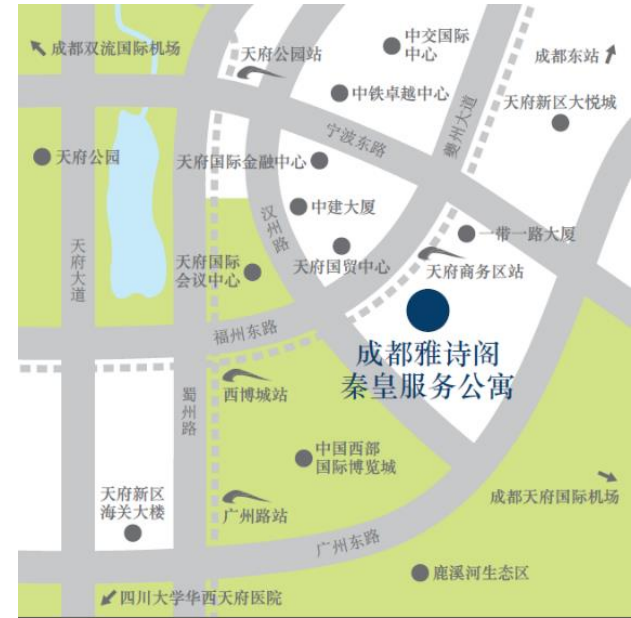 成都双流国际机场
天府公园站
中交国际
中心
成都东站
中铁卓越中心
天府新区大悦城
夔州大道
宁波东路
天府公园
天府国际金融中心
汉州路
中建大厦
一带一路大厦
天府大道
天府国际
会议中心
天府国贸中心
天府商务区站
福州东路
成都雅诗阁
秦皇服务公寓
西博城站
蜀州路
中国西部
国际博览城
天府新区
海关大楼
广州路站
成都天府国际机场
广州东路
鹿溪河生态区
四川大学华西天府医院